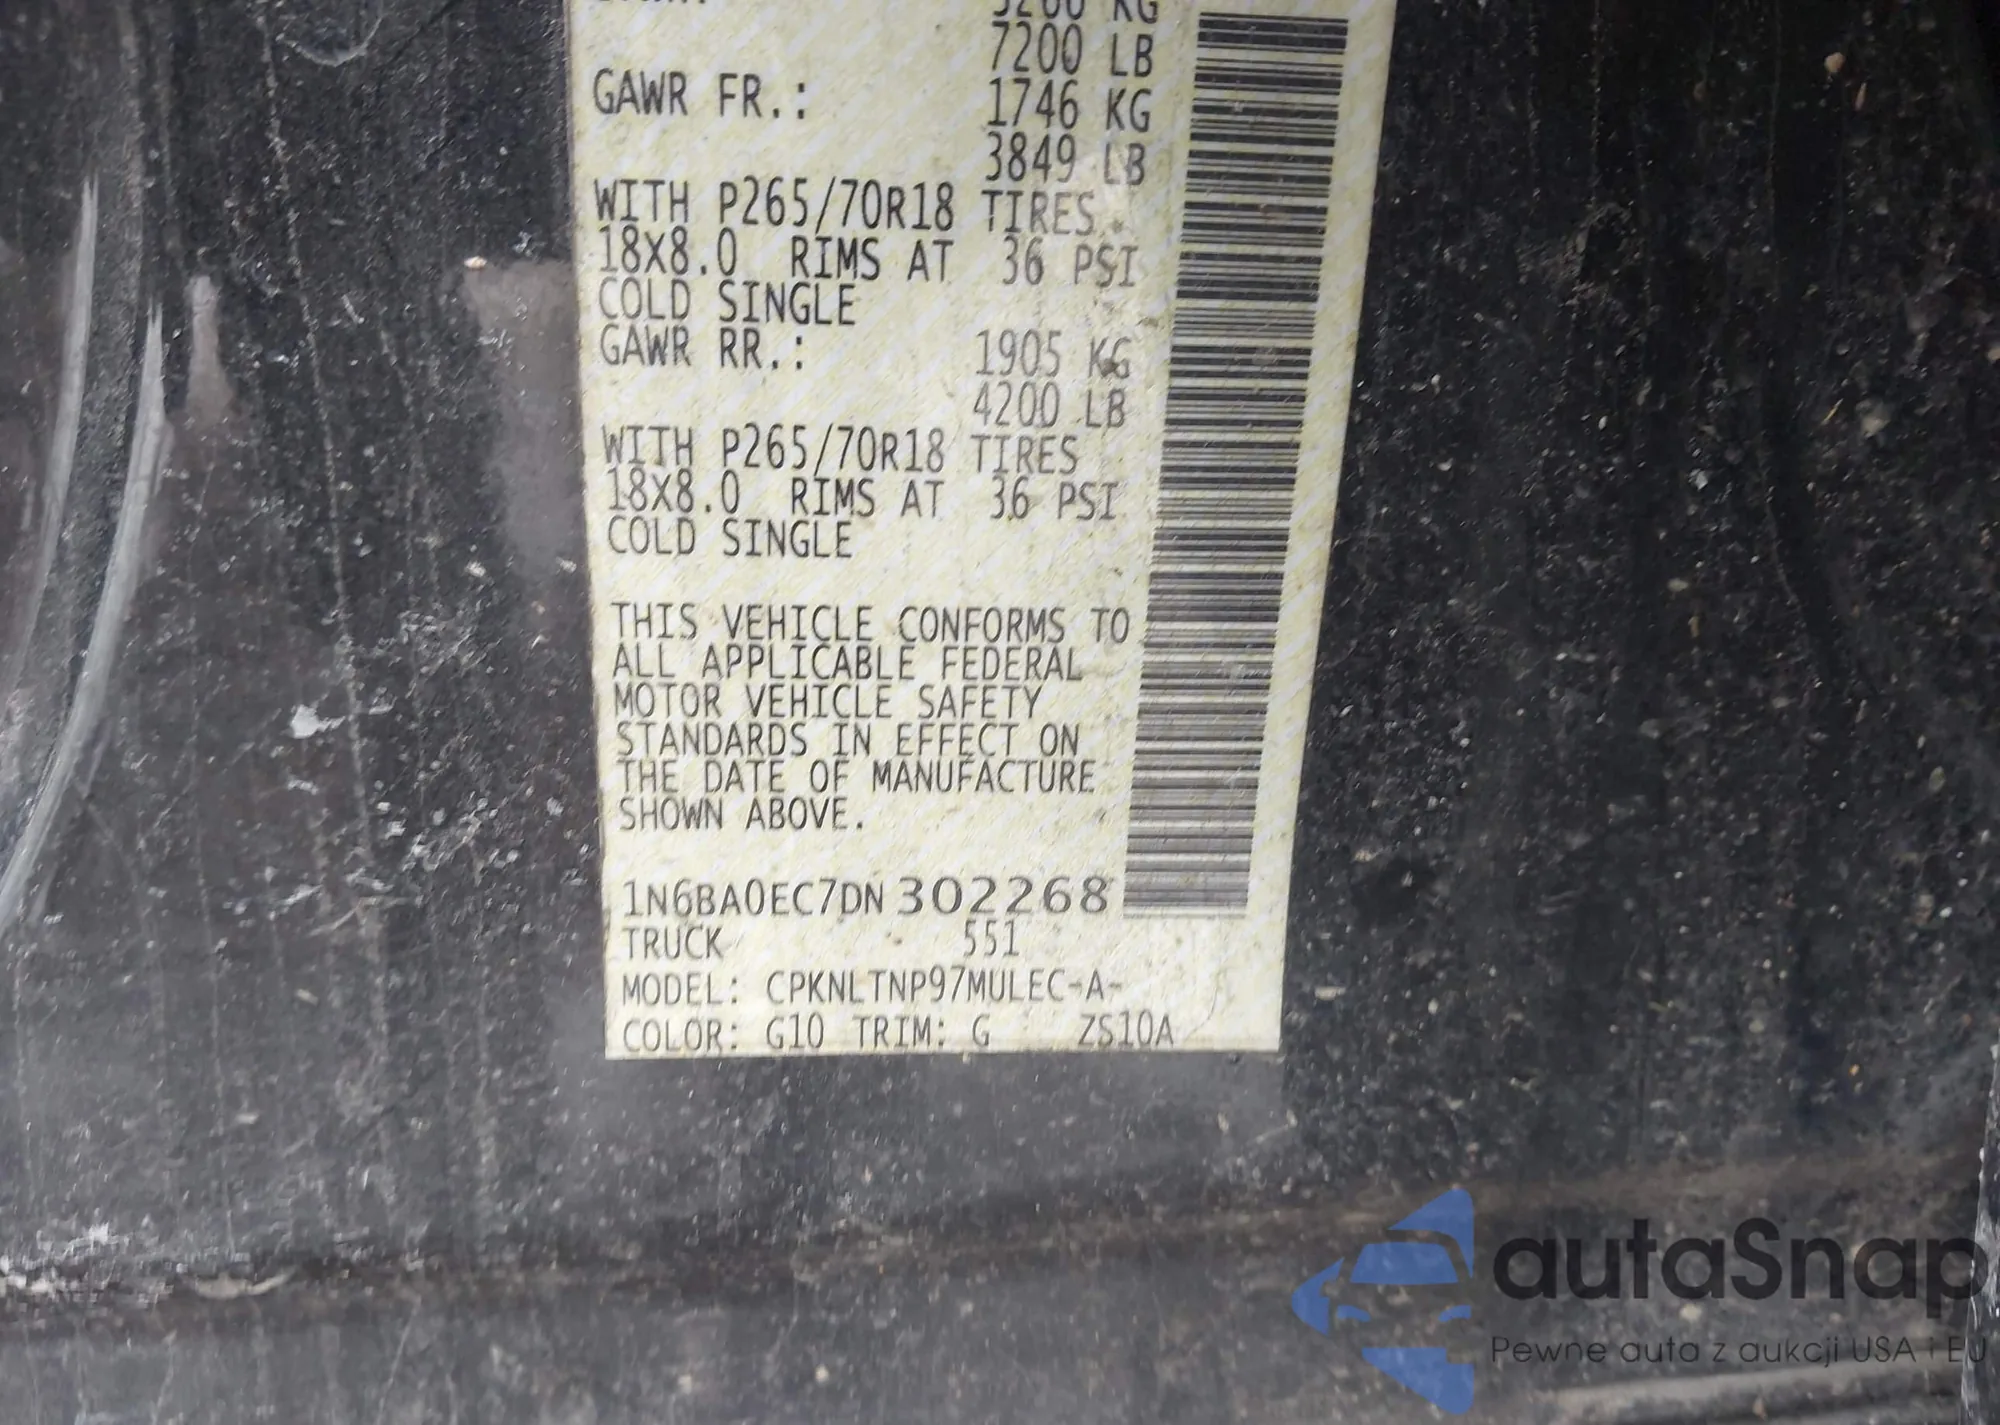 3266 KG
7200 LB
GAWR FR.: 1746 KG
3849 LB
WITH P265/70R18 TIRES
18X8.0 RIMS AT 36 PSI
COLD SINGLE
GAWR RR.: 1905 KG
4200 LB
WITH P265/70R18 TIRES
18X8.0 RIMS AT 36 PSI
COLD SINGLE
THIS VEHICLE CONFORMS TO
ALL APPLICABLE FEDERAL
MOTOR VEHICLE SAFETY
STANDARDS IN EFFECT ON
THE DATE OF MANUFACTURE
SHOWN ABOVE.
1N6BA0EC7DN302268
TRUCK 551
MODEL: CPKNLTNP97MULEC-A-
COLOR: G10 TRIM: G ZS10A
autaSnap
Pewne auta z aukcji USA i EU